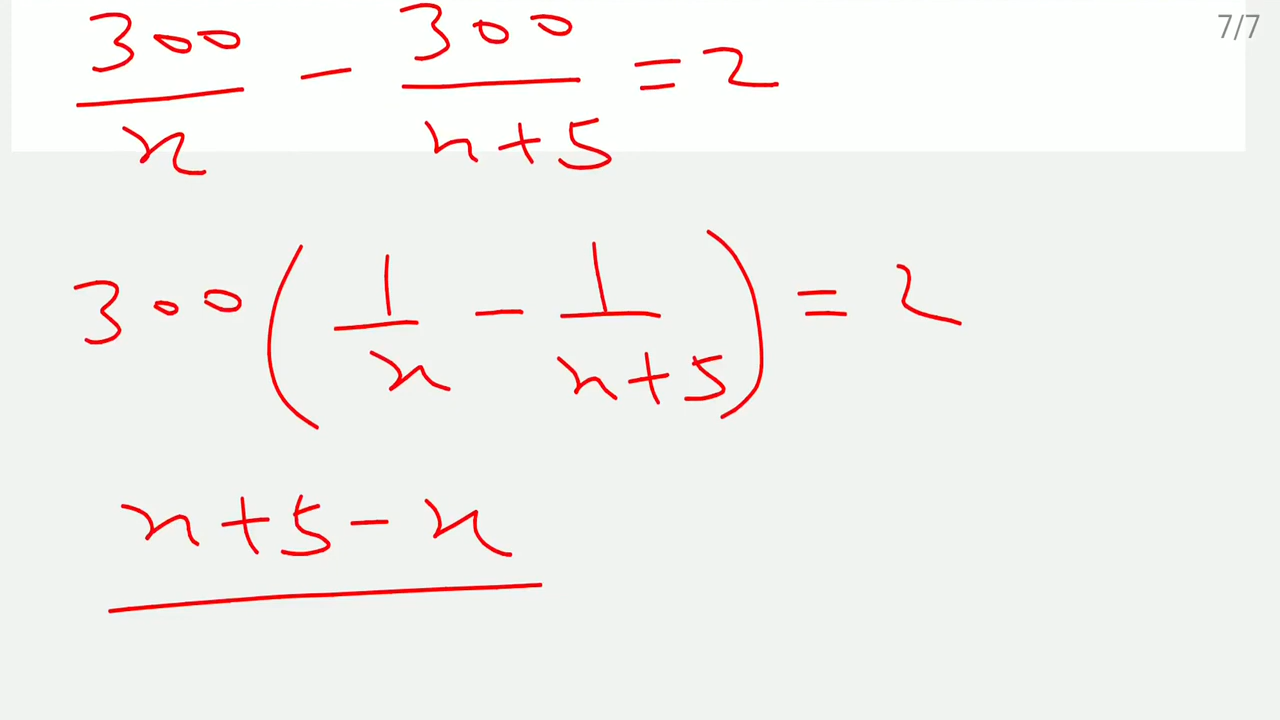 7/7
300/x - 300/x+5 = 2
300(1/x - 1/x+5) = 2
x+5-x